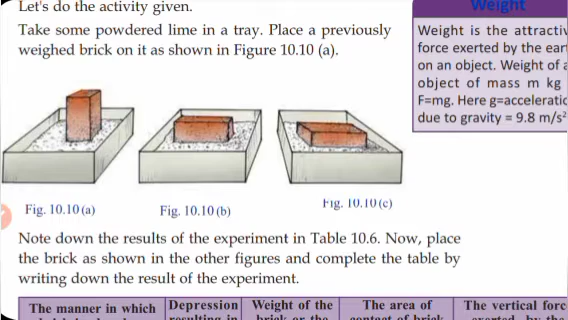 Let's do the activity given.
Take some powdered lime in a tray. Place a previously
weighed brick on it as shown in Figure 10.10 (a).
Weight
Weight is the
force exerted by the
on an object. Weight of
object of mass m kg
F=mg. Here
due to gravity = 9.8 m/s²
Fig. 10.10(a)
Fig. 10.10(b)
Fig. 10.10(c)
Note down the results of the experiment in Table 10.6. Now, place
the brick as shown in the other figures and complete the table by
writing down the result of the experiment.
The manner in which
Depression
Weight of the
The area of
The vertical